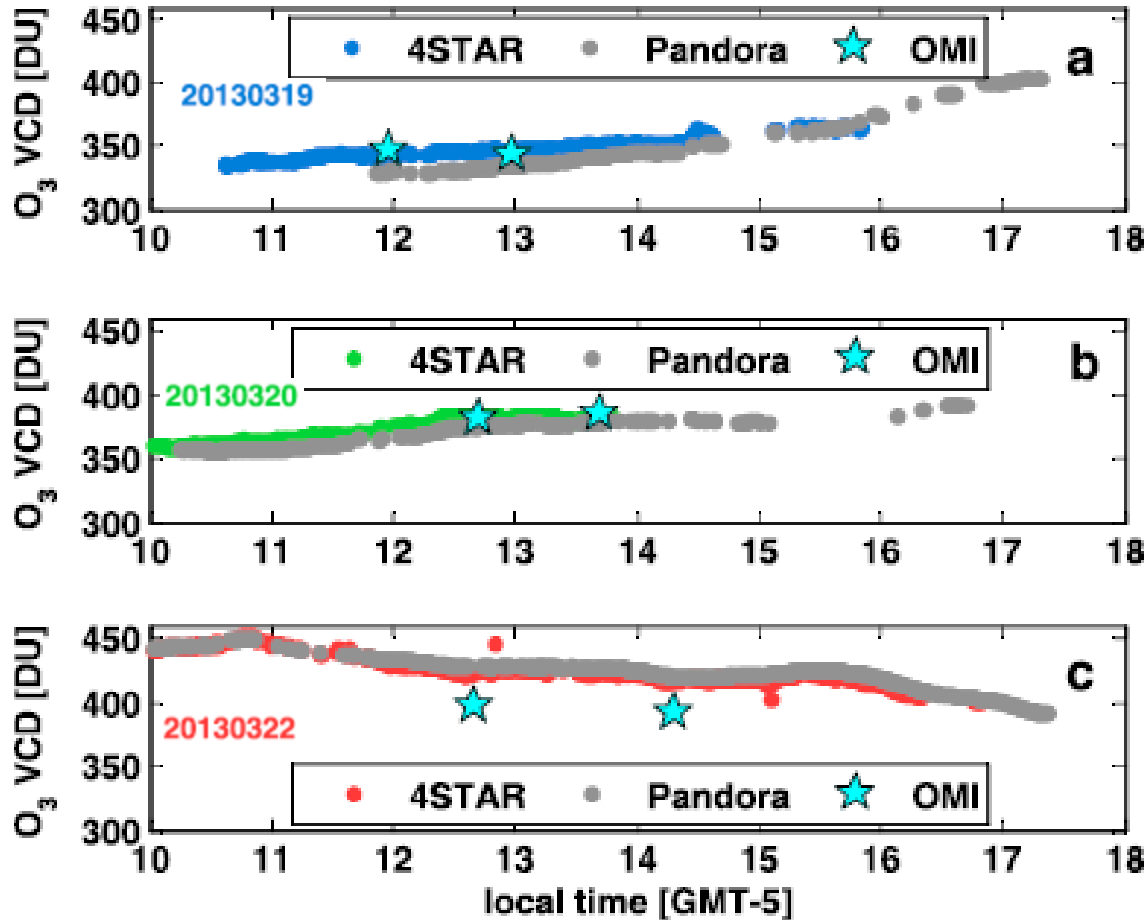 O3 VCD [DU]
450
400
350
300
4STAR Pandora OMI
a
20130319
10 11 12 13 14 15 16 17 18
O3 VCD [DU]
450
400
350
300
4STAR Pandora OMI
b
20130320
10 11 12 13 14 15 16 17 18
O3 VCD [DU]
450
400
350
300
c
20130322
4STAR Pandora OMI
10 11 12 13 14 15 16 17 18
local time [GMT-5]